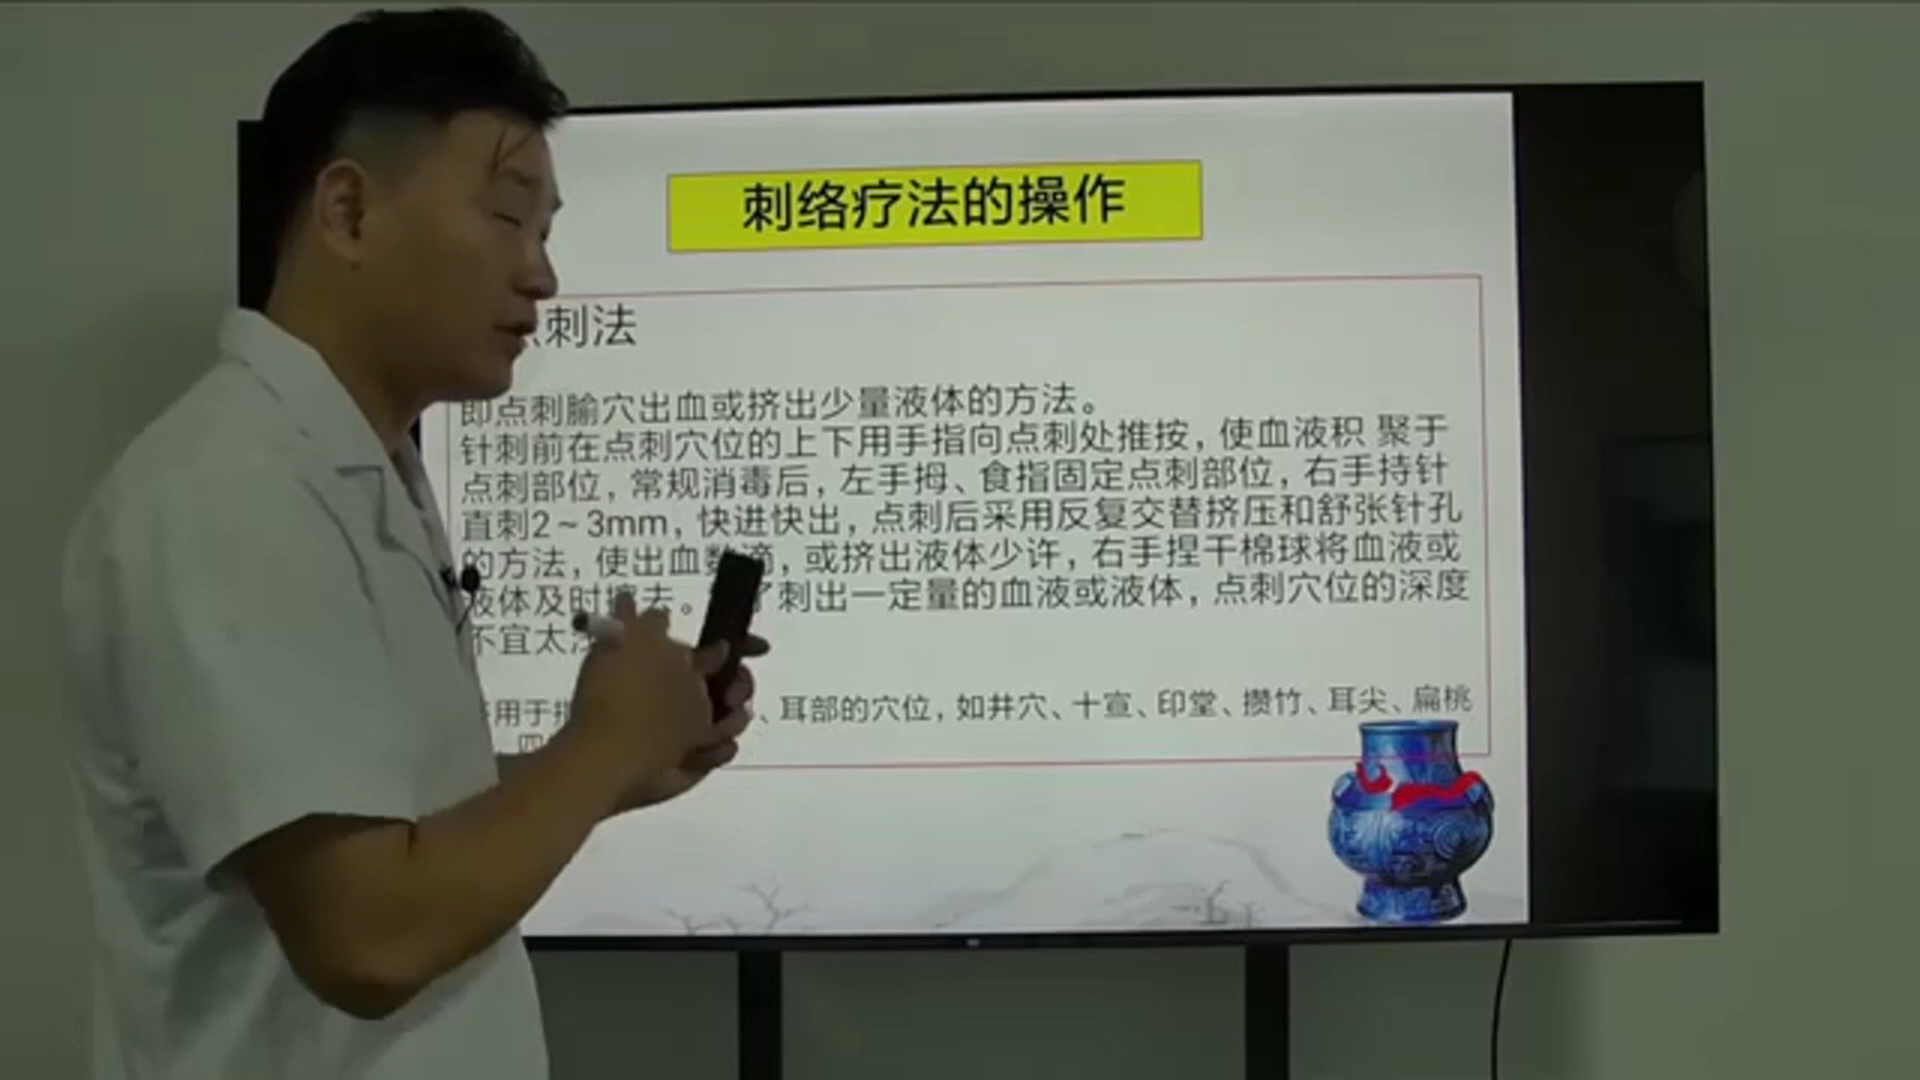 刺络疗法的操作
刺法
即点刺腧穴出血或挤出少量液体的方法。
针刺前在点刺穴位的上下用手指向点刺处推按，使血液积 聚于
点刺部位，常规消毒后，左手拇、食指固定点刺部位，右手持针
直刺2～3mm，快进快出，点刺后采用反复交替挤压和舒张针孔
的方法，使出血数滴，或挤出液体少许，右手捏干棉球将血液或
液体及时擦去。 了刺出一定量的血液或液体，点刺穴位的深度
不宜太
用于 、耳部的穴位，如井穴、十宣、印堂、攒竹、耳尖、扁桃
四